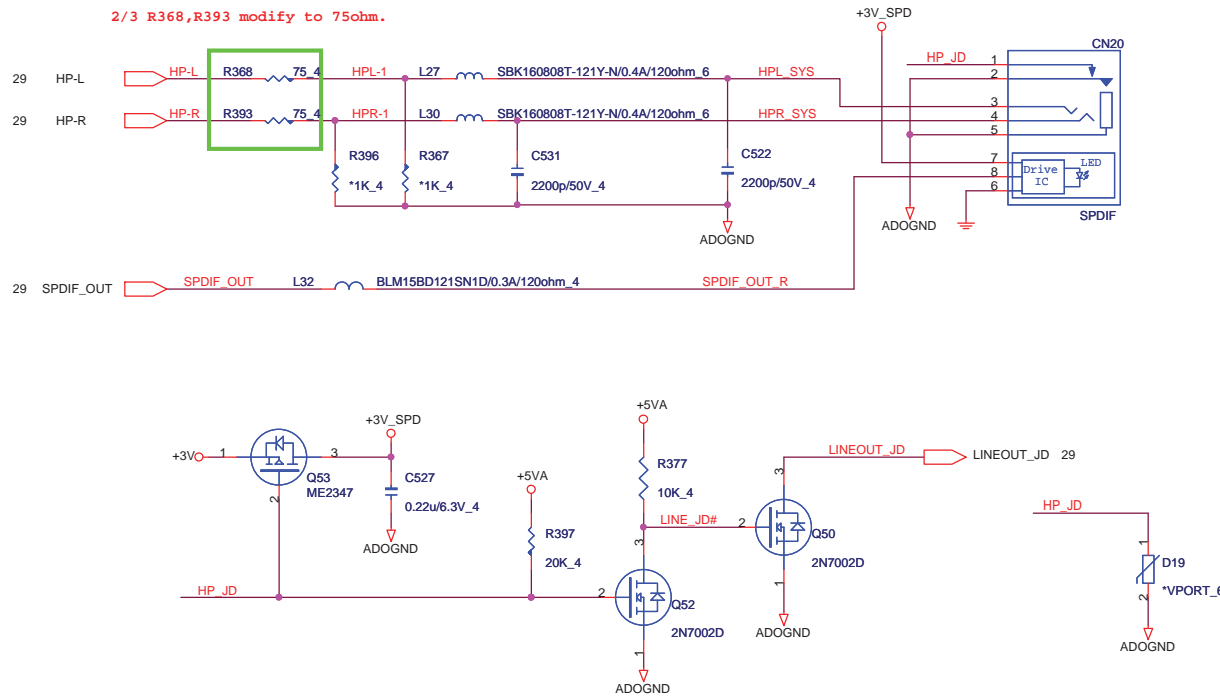 2/3 R368,R393 modify to 75ohm.
+3V_SPD
CN20
29 HP-L HP-L R368 75_4 HPL-1 L27 SBK160808T-121Y-N/0.4A/120ohm_6 HPL_SYS
HP_JD 1
2
3
29 HP-R HP-R R393 75_4 HPR-1 L30 SBK160808T-121Y-N/0.4A/120ohm_6 HPR_SYS 4
5
R396
*1K_4
R367
*1K_4
C531
2200p/50V_4
C522
2200p/50V_4
7
8
6
Drive
IC
LED
SPDIF
ADOGND
ADOGND
29 SPDIF_OUT SPDIF_OUT L32 BLM15BD121SN1D/0.3A/120ohm_4 SPDIF_OUT_R
+3V_SPD
+3V 1 3
2
Q53
ME2347
C527
0.22u/6.3V_4
ADOGND
+5VA
R397
20K_4
+5VA
R377
10K_4
LINE_JD#
3
2
1
Q52
2N7002D
ADOGND
HP_JD
LINEOUT_JD LINEOUT_JD 29
3
2
1
Q50
2N7002D
ADOGND
HP_JD
1
2
D19
*VPORT_6
ADOGND